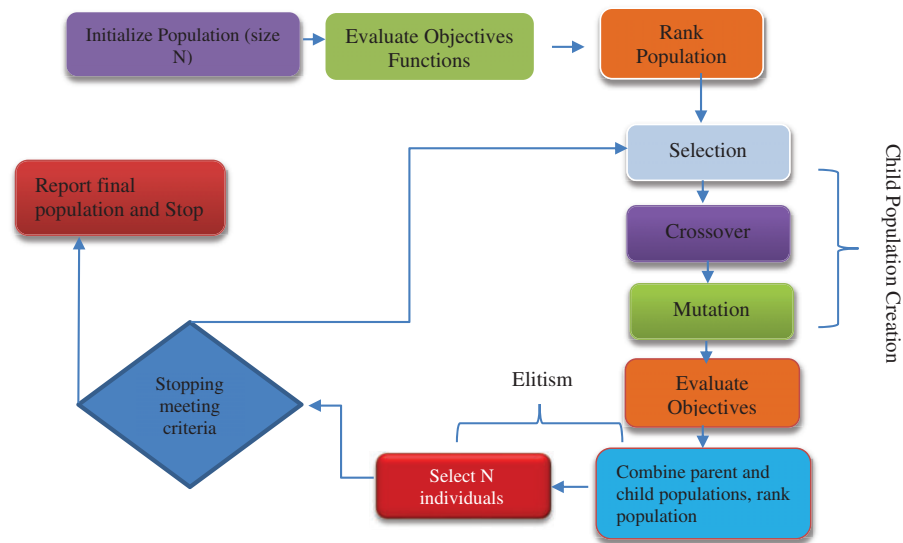 Initialize Population (size
N)
Evaluate Objectives
Functions
Rank
Population
Selection
Crossover
Mutation
Child Population Creation
Evaluate
Objectives
Combine parent and
child populations, rank
population
Elitism
Select N
individuals
Stopping
meeting
criteria
Report final
population and Stop